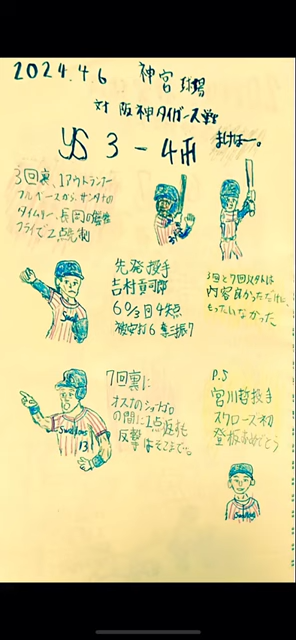 2024.4.6 神宮球場
対 阪神タイガース戦
YS 3 - 4 H まけたー。
3回裏、1アウトランナー
フルベースから、サンタナの
タイムリー、長岡の犠牲
フライで2点先制
先発投手
吉村貢司郎
6 0/3回 4失点
被安打6 奪三振7
3回と7回以外は
内容良かっただけに、
もったいなかった
7回裏に
オスナのショートゴロ
の間に1点返すも
反撃はそこまで。
P.S
宮川哲投手
スワローズ初
登板おめでとう
Swallows
13
Swallows